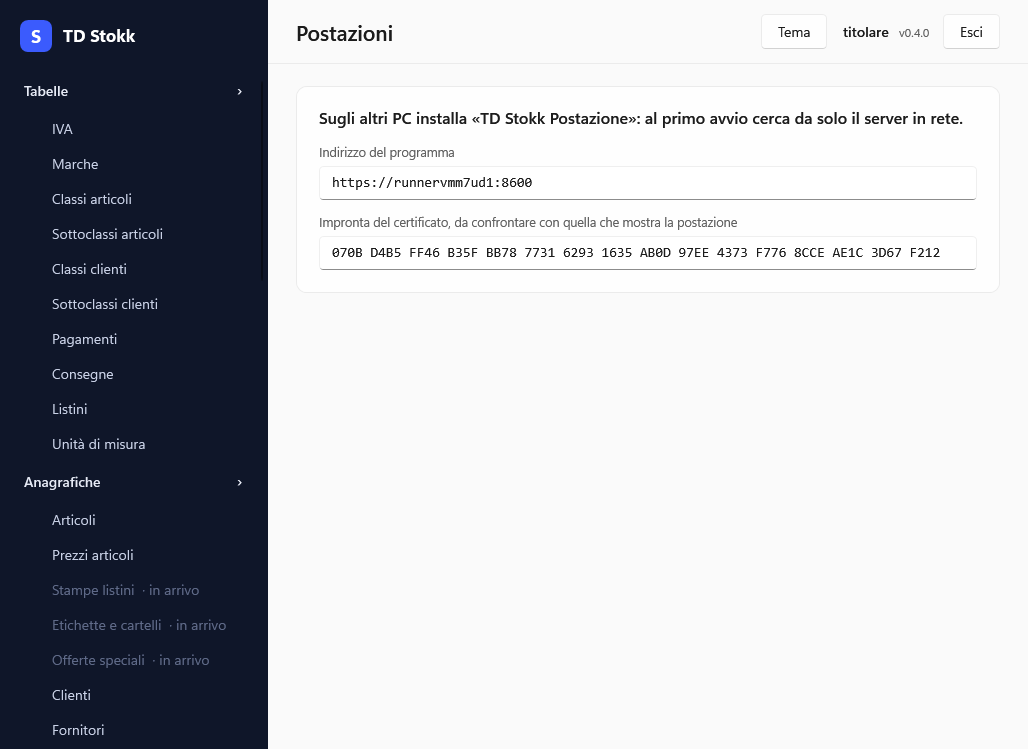 S TD Stokk
Tabelle
IVA
Marche
Classi articoli
Sottoclassi articoli
Classi clienti
Sottoclassi clienti
Pagamenti
Consegne
Listini
Unità di misura
Anagrafiche
Articoli
Prezzi articoli
Stampe listini · in arrivo
Etichette e cartelli · in arrivo
Offerte speciali · in arrivo
Clienti
Fornitori
Postazioni
Tema
titolare v0.4.0
Esci
Sugli altri PC installa «TD Stokk Postazione»: al primo avvio cerca da solo il server in rete.
Indirizzo del programma
https://runnervmm7ud1:8600
Impronta del certificato, da confrontare con quella che mostra la postazione
070B D4B5 FF46 B35F BB78 7731 6293 1635 AB0D 97EE 4373 F776 8CCE AE1C 3D67 F212